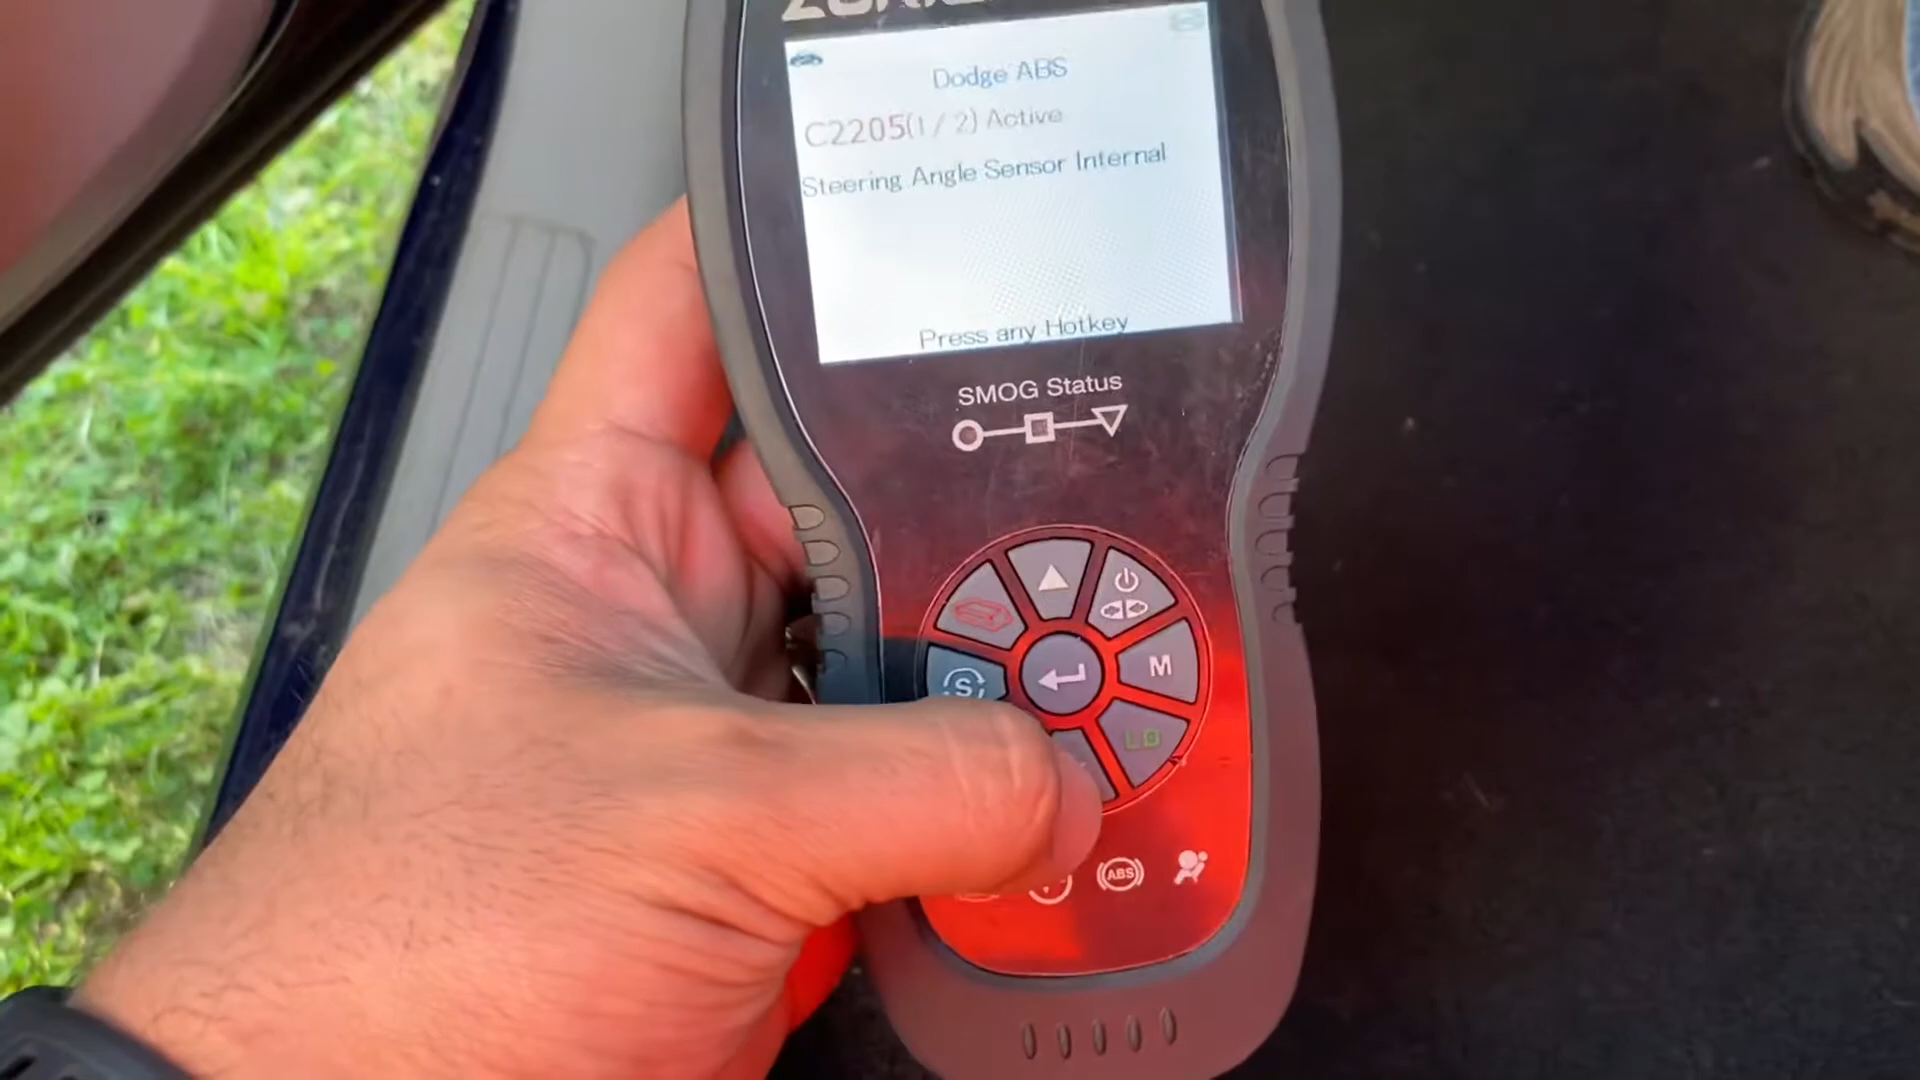 Dodge ABS
C2205(1 / 2) Active
Steering Angle Sensor Internal
Press any Hotkey
SMOG Status
S
M
LD
ABS